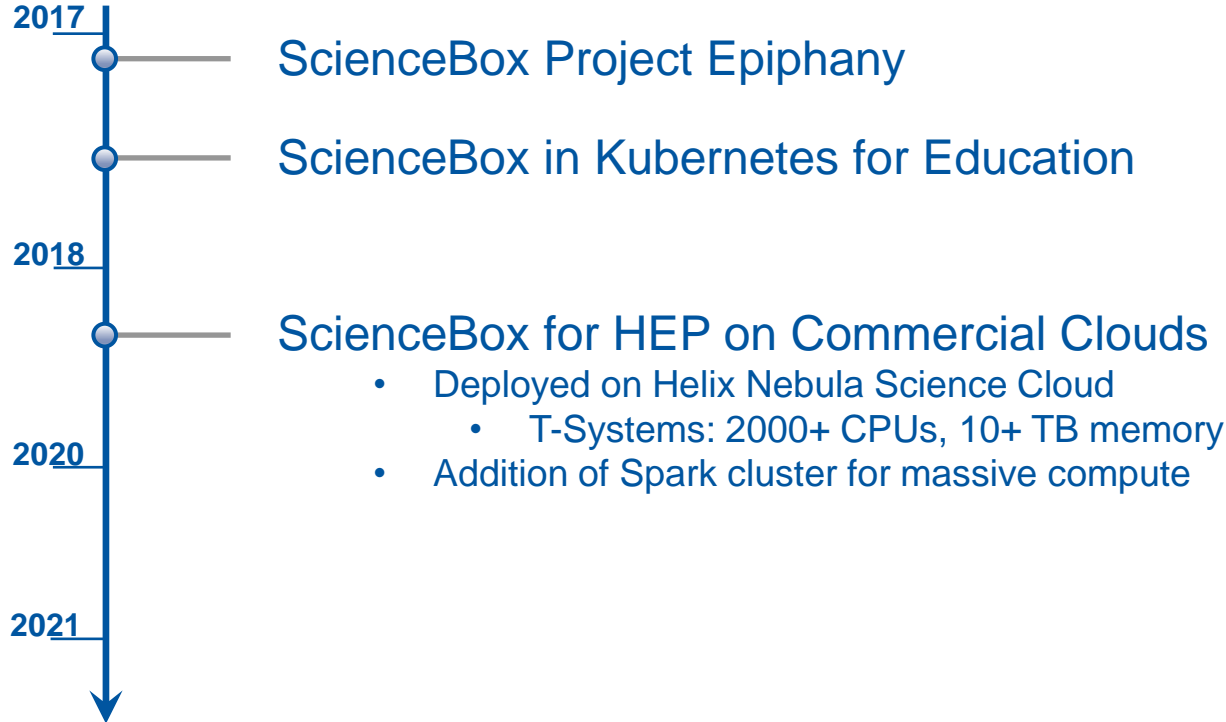 2017
ScienceBox Project Epiphany
ScienceBox in Kubernetes for Education
2018
ScienceBox for HEP on Commercial Clouds
• Deployed on Helix Nebula Science Cloud
• T-Systems: 2000+ CPUs, 10+ TB memory
2020
• Addition of Spark cluster for massive compute
2021